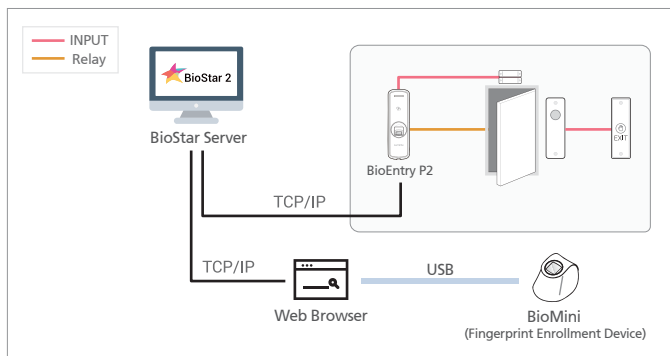 INPUT
Relay
BioStar 2
BioStar Server
BioEntry P2
EXIT
TCP/IP
TCP/IP
USB
Web Browser
BioMini
(Fingerprint Enrollment Device)